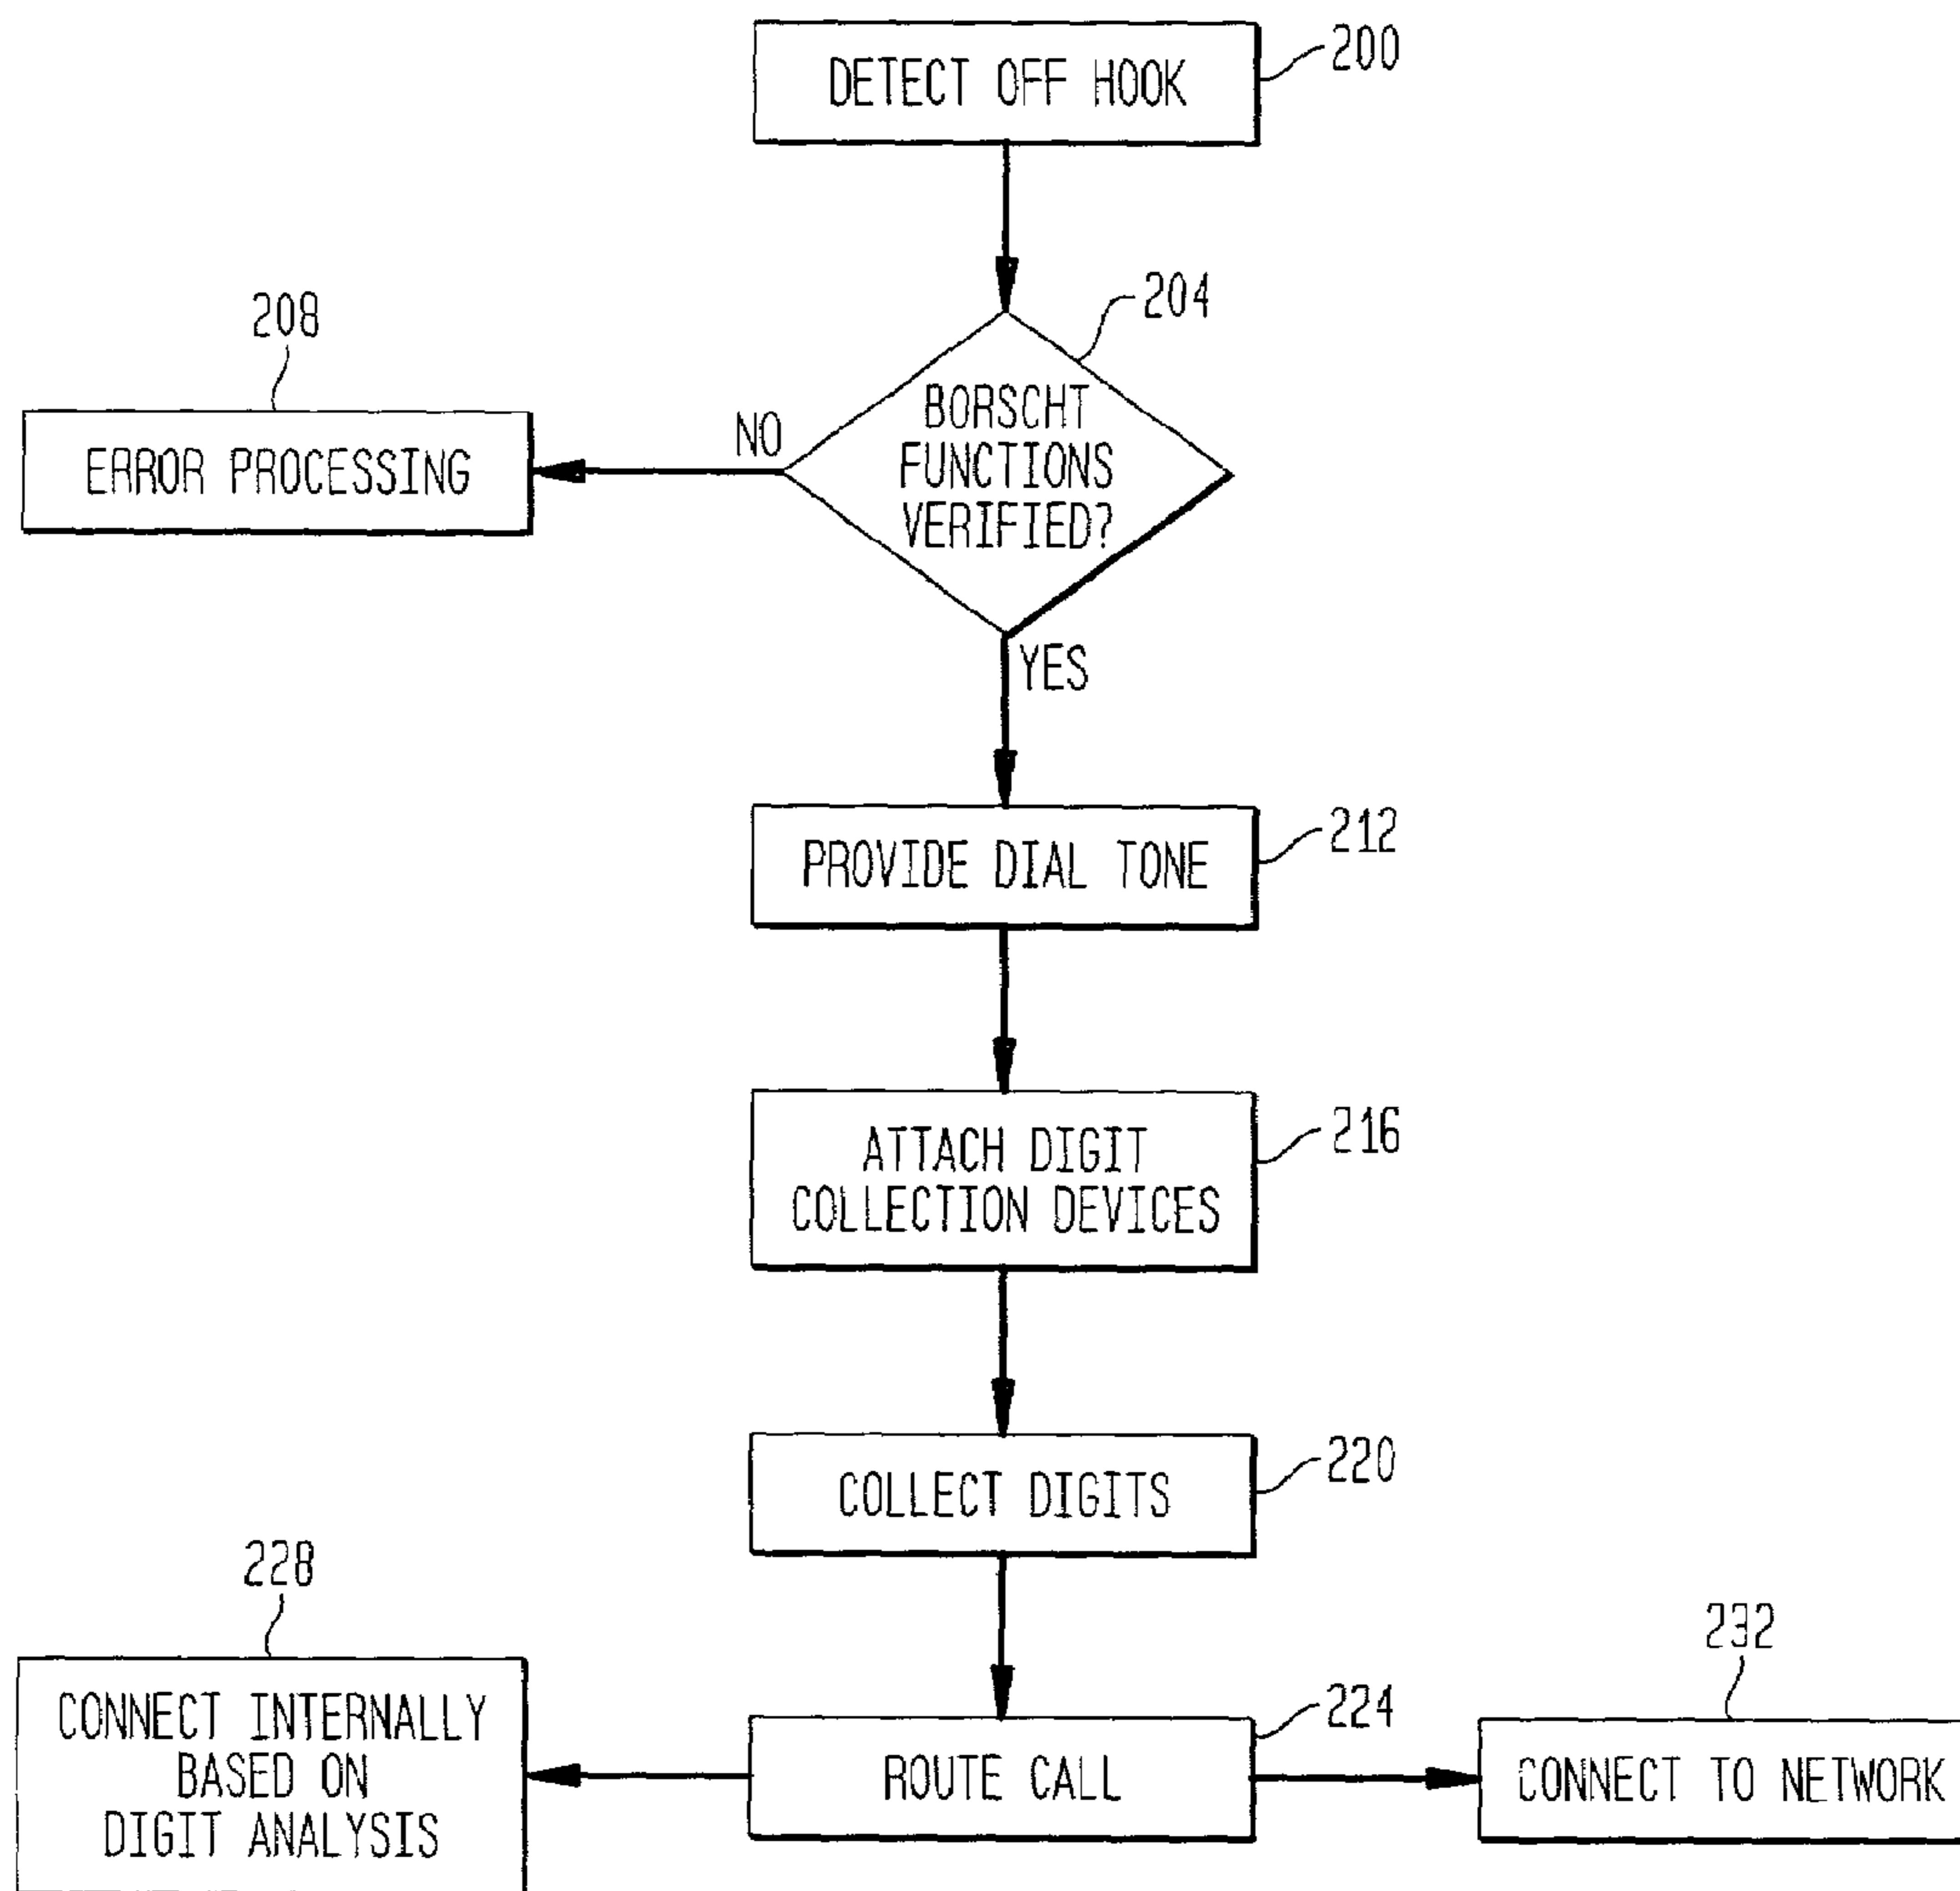 DETECT OFF HOOK
200
204
BORSCHT
FUNCTIONS
VERIFIED?
NO
208
ERROR PROCESSING
YES
PROVIDE DIAL TONE
212
ATTACH DIGIT
COLLECTION DEVICES
216
COLLECT DIGITS
220
228
CONNECT INTERNALLY
BASED ON
DIGIT ANALYSIS
ROUTE CALL
224
232
CONNECT TO NETWORK